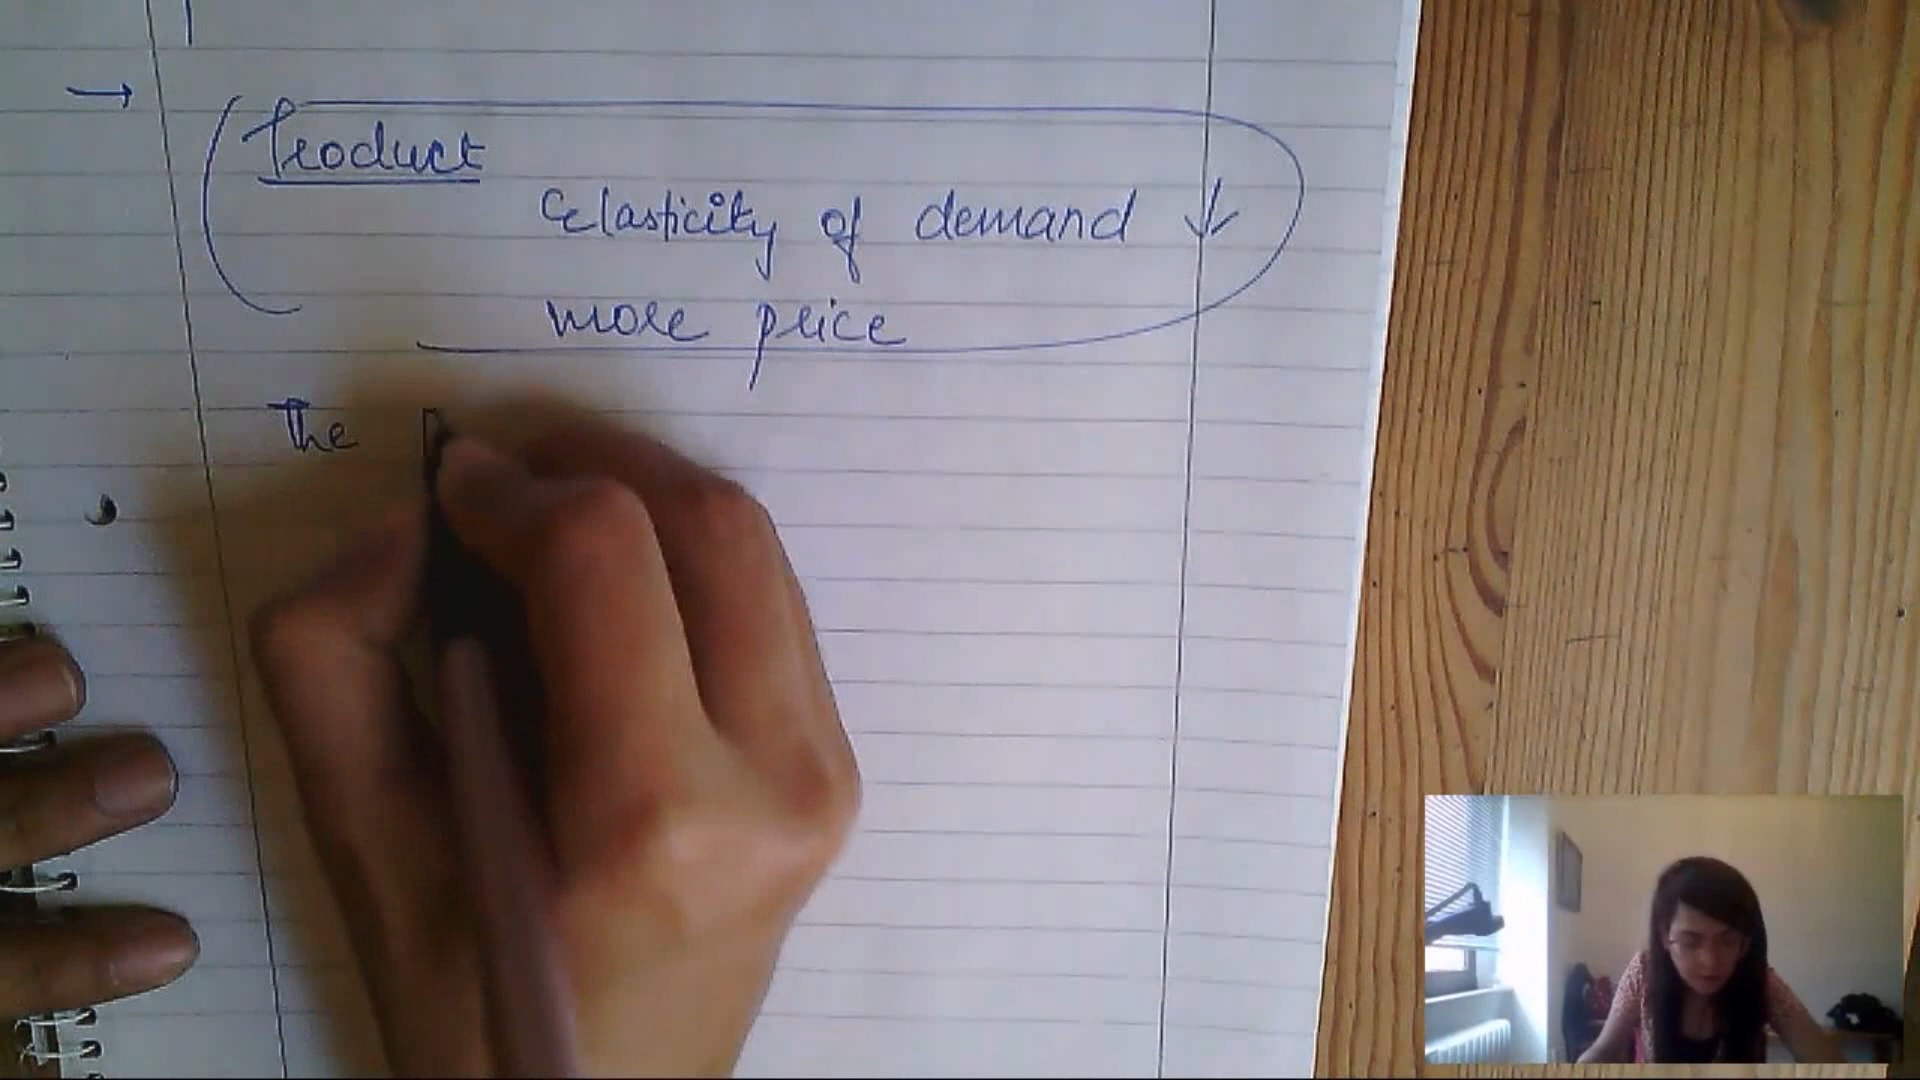 →
Product
Elasticity of demand ↓
more price
The